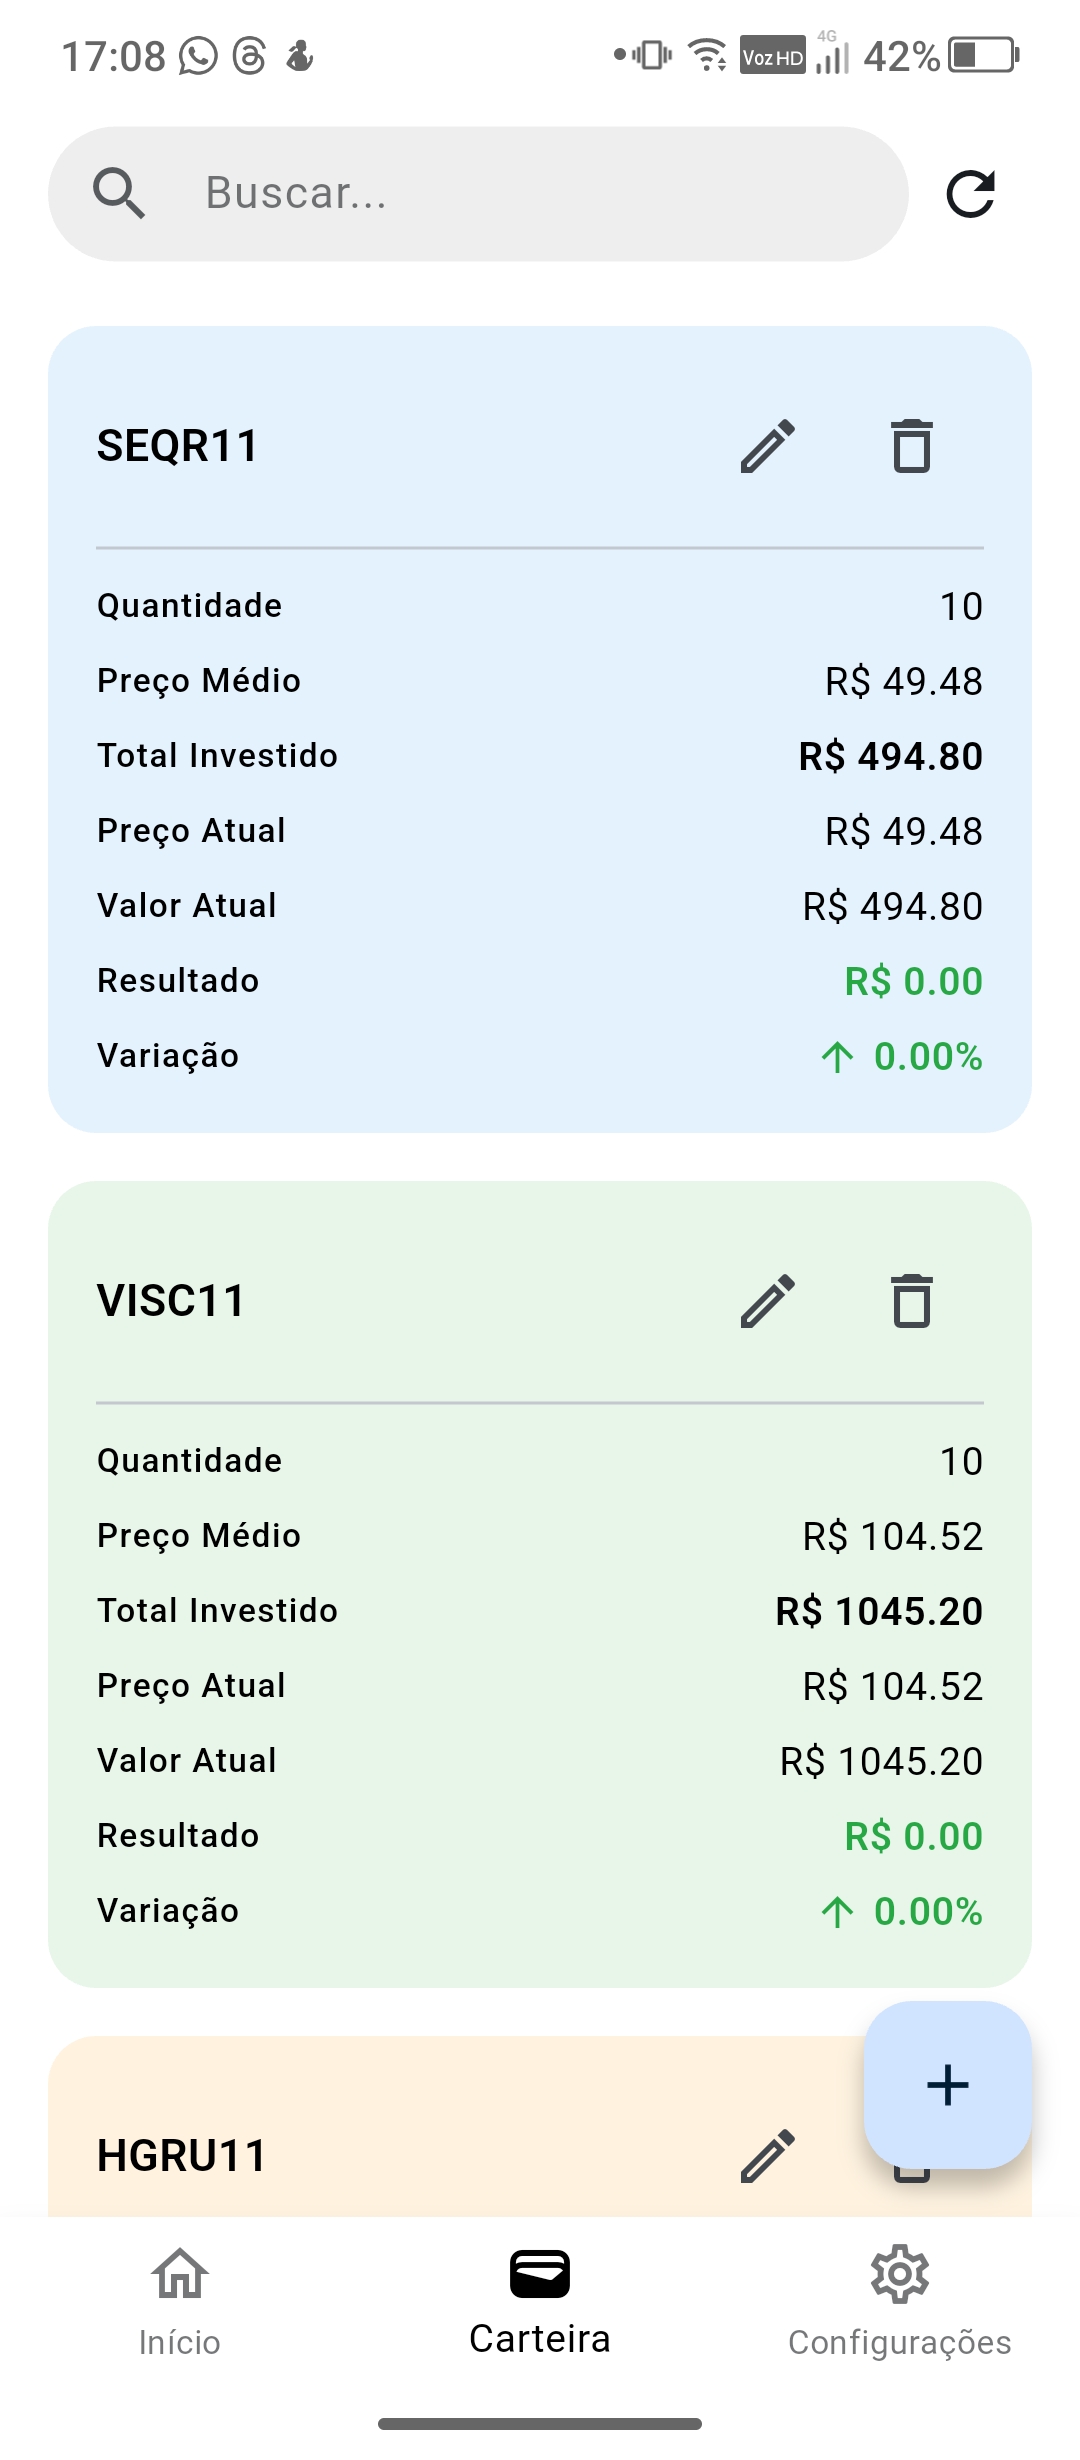 17:08 Voz HD 4G 42%
Buscar...
SEQR11
Quantidade 10
Preço Médio R$ 49.48
Total Investido R$ 494.80
Preço Atual R$ 49.48
Valor Atual R$ 494.80
Resultado R$ 0.00
Variação ↑ 0.00%
VISC11
Quantidade 10
Preço Médio R$ 104.52
Total Investido R$ 1045.20
Preço Atual R$ 104.52
Valor Atual R$ 1045.20
Resultado R$ 0.00
Variação ↑ 0.00%
HGRU11
Início Carteira Configurações